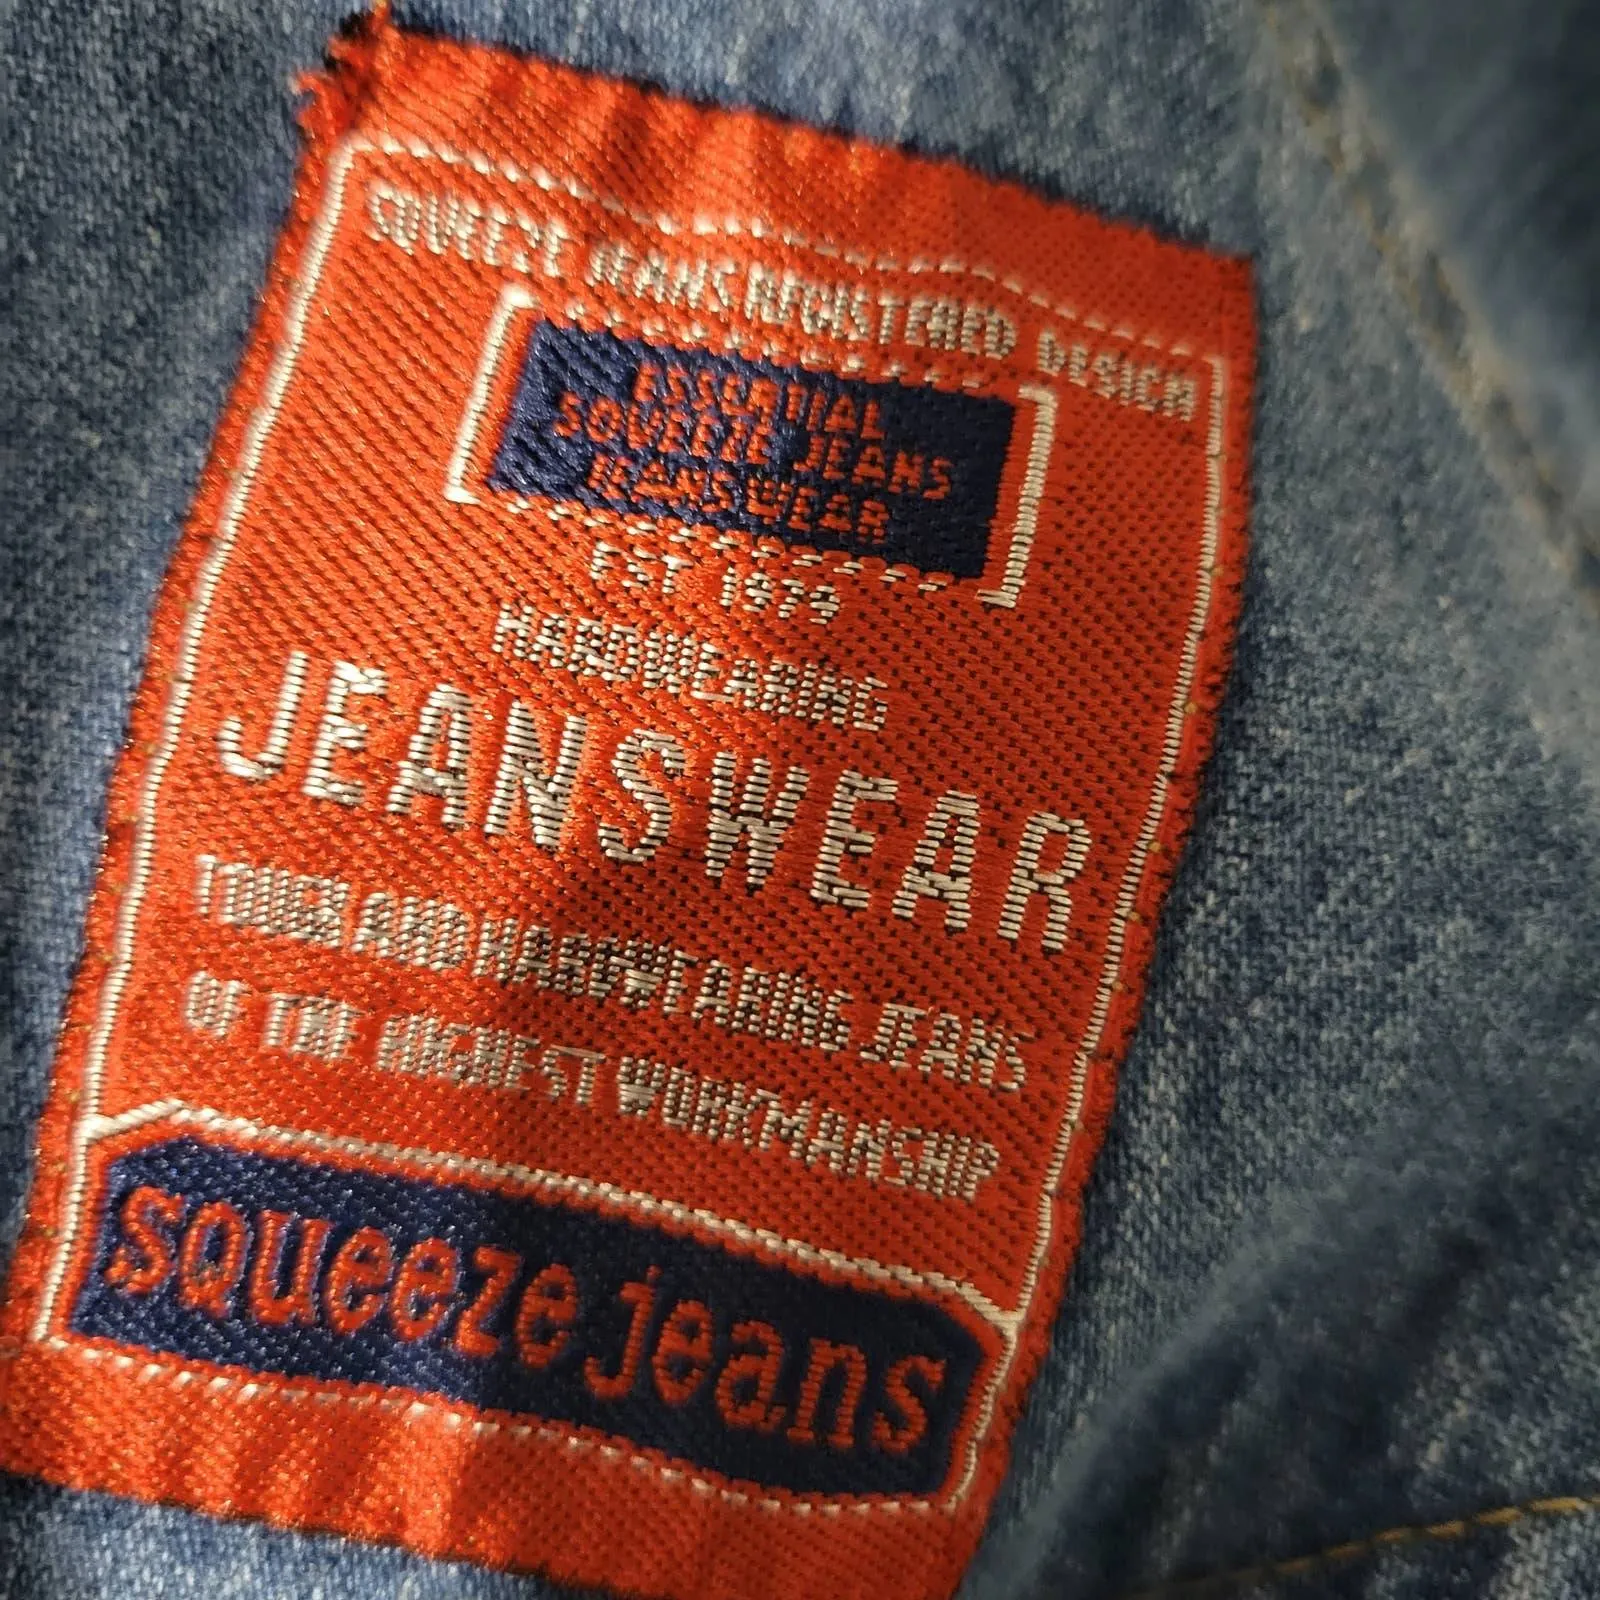 SQUEEZE JEANS REGISTERED DESIGN
ESSENTIAL
SQUEEZE JEANS
JEANSWEAR
EST 1979
HARDWEARING
JEANSWEAR
TOUGH AND HARDWEARING JEANS
OF THE HIGHEST WORKMANSHIP
squeeze jeans